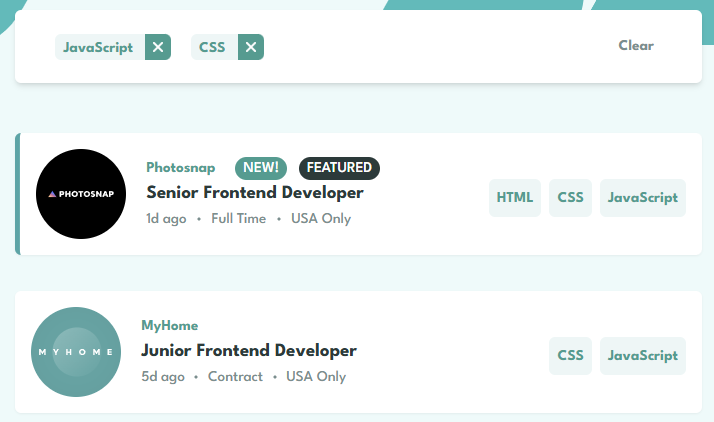 JavaScript CSS Clear
Photosnap NEW! FEATURED
PHOTOSNAP
Senior Frontend Developer
1d ago • Full Time • USA Only
HTML CSS JavaScript
MyHome
MYHOME
Junior Frontend Developer
5d ago • Contract • USA Only
CSS JavaScript